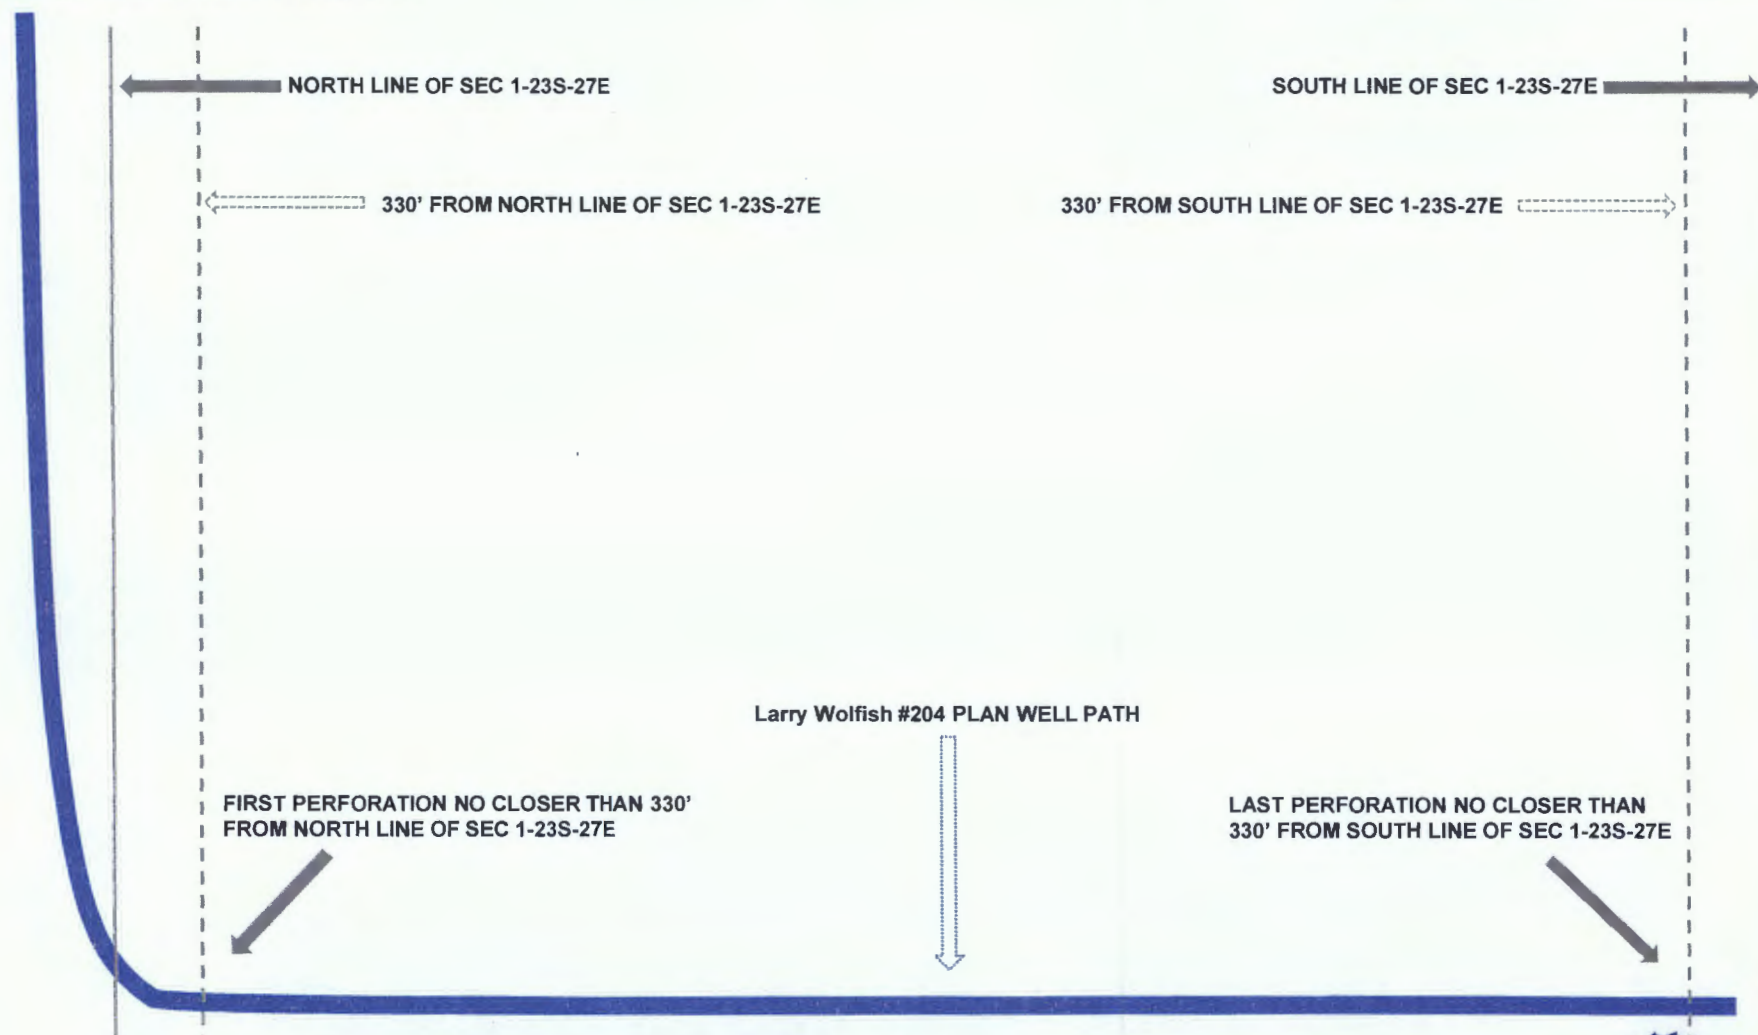 NORTH LINE OF SEC 1-23S-27E
SOUTH LINE OF SEC 1-23S-27E
330' FROM NORTH LINE OF SEC 1-23S-27E
330' FROM SOUTH LINE OF SEC 1-23S-27E
Larry Wolfish #204 PLAN WELL PATH
FIRST PERFORATION NO CLOSER THAN 330'
FROM NORTH LINE OF SEC 1-23S-27E
LAST PERFORATION NO CLOSER THAN
330' FROM SOUTH LINE OF SEC 1-23S-27E